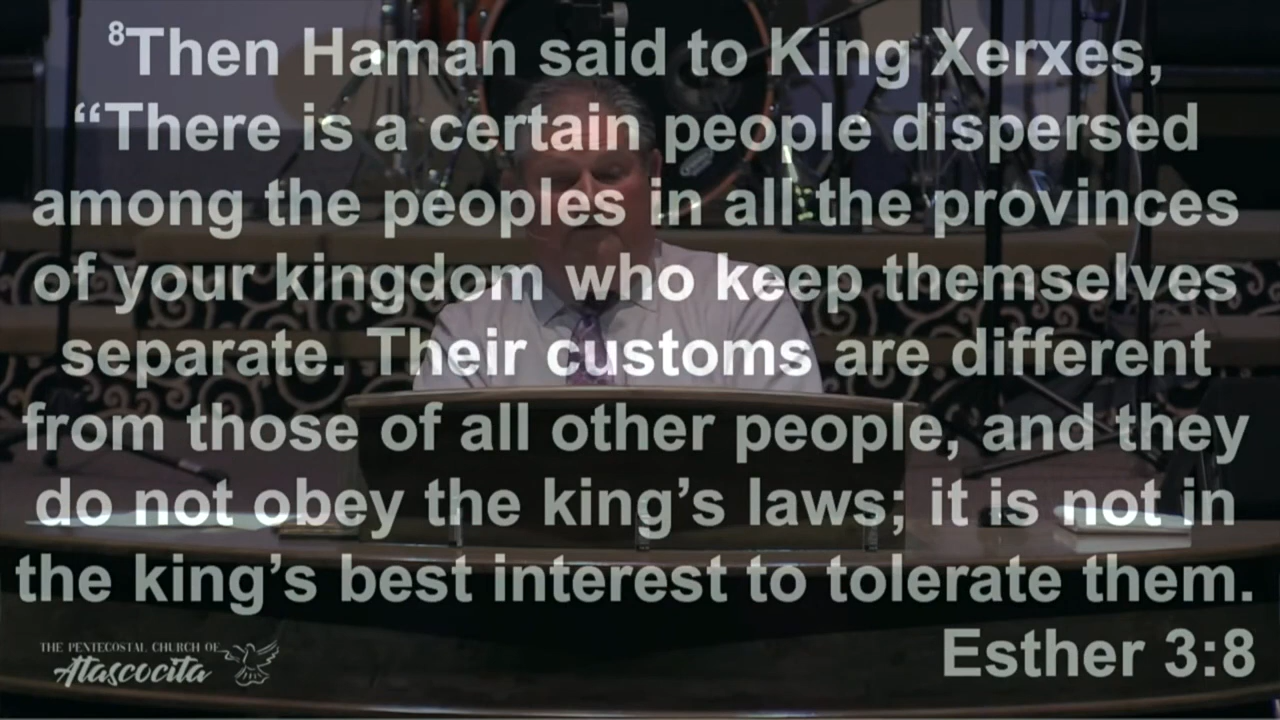 ⁸Then Haman said to King Xerxes,
“There is a certain people dispersed
among the peoples in all the provinces
of your kingdom who keep themselves
separate. Their customs are different
from those of all other people, and they
do not obey the king’s laws; it is not in
the king’s best interest to tolerate them.
Esther 3:8
THE PENTECOSTAL CHURCH OF
Atascocita